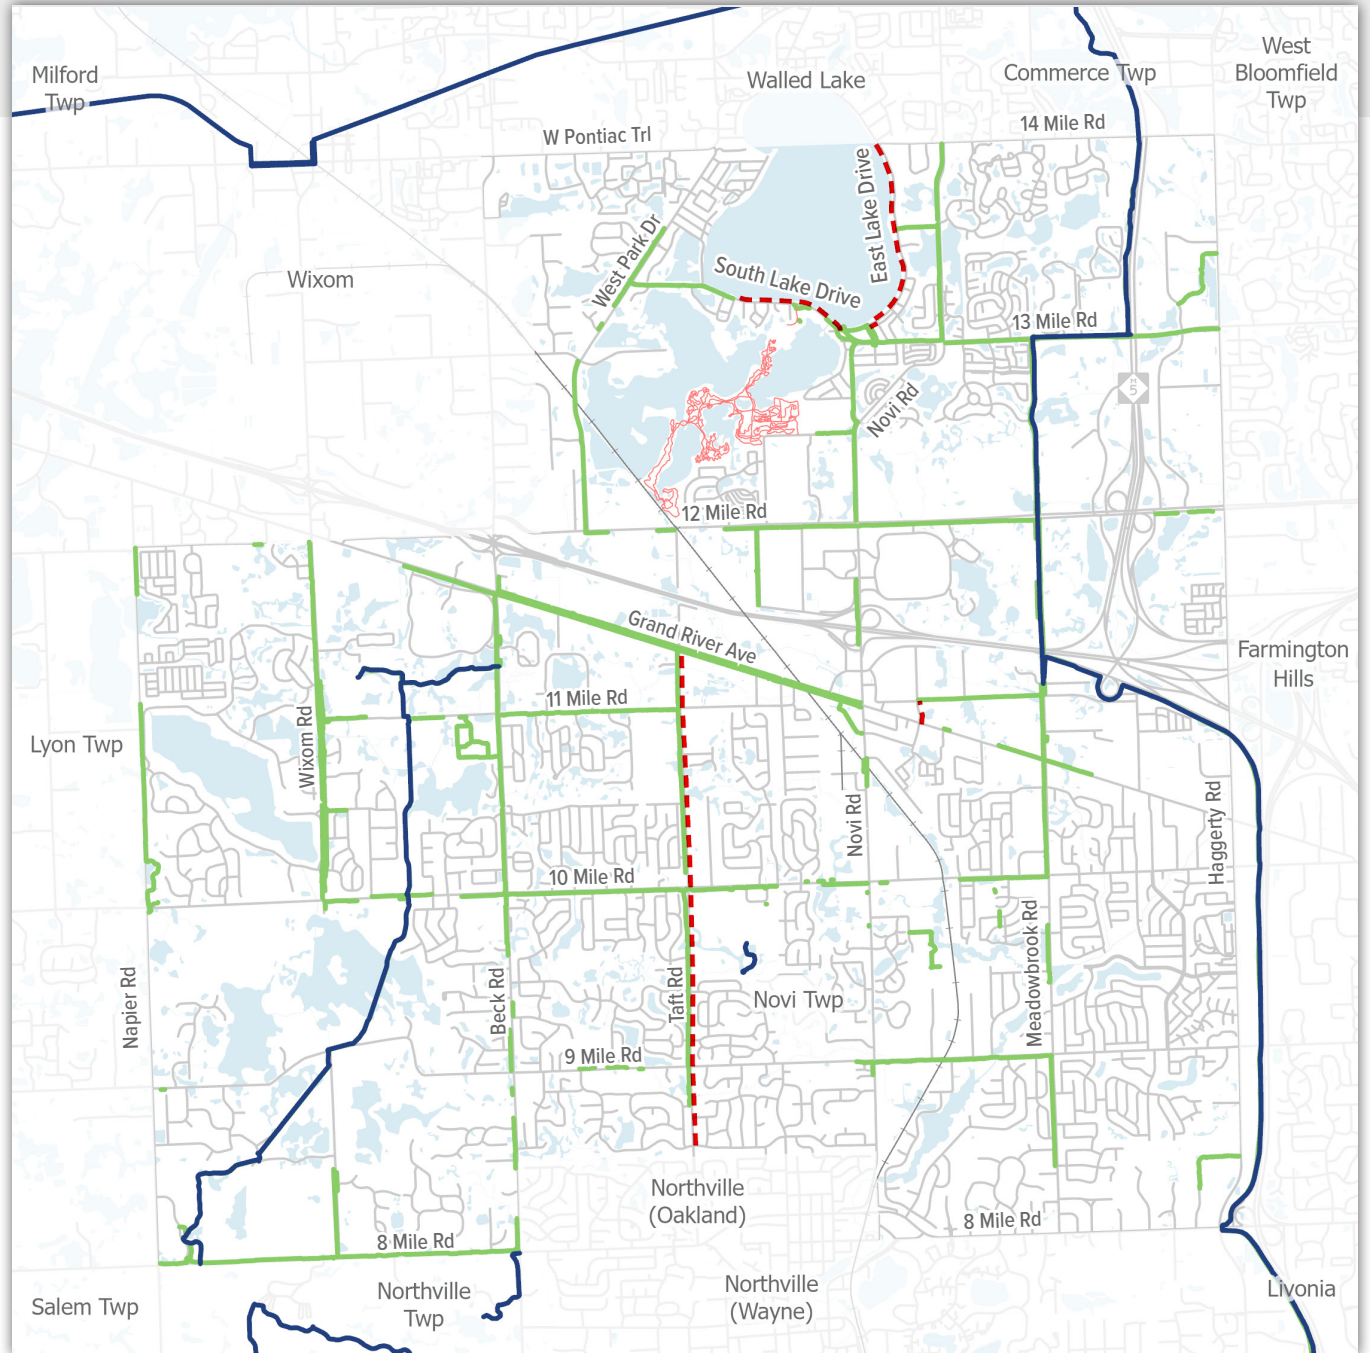 West
Bloomfield
Twp
Milford
Twp
Walled Lake
Commerce Twp
14 Mile Rd
W Pontiac Trl
East Lake Drive
West Park Dr
South Lake Drive
Wixom
13 Mile Rd
M
5
Novi Rd
12 Mile Rd
Grand River Ave
Farmington
Hills
11 Mile Rd
Wixom Rd
Lyon Twp
Novi Rd
Haggerty Rd
10 Mile Rd
Meadowbrook Rd
Napier Rd
Beck Rd
Taft Rd
Novi Twp
9 Mile Rd
Northville
(Oakland)
8 Mile Rd
8 Mile Rd
Northville
Twp
Northville
(Wayne)
Livonia
Salem Twp